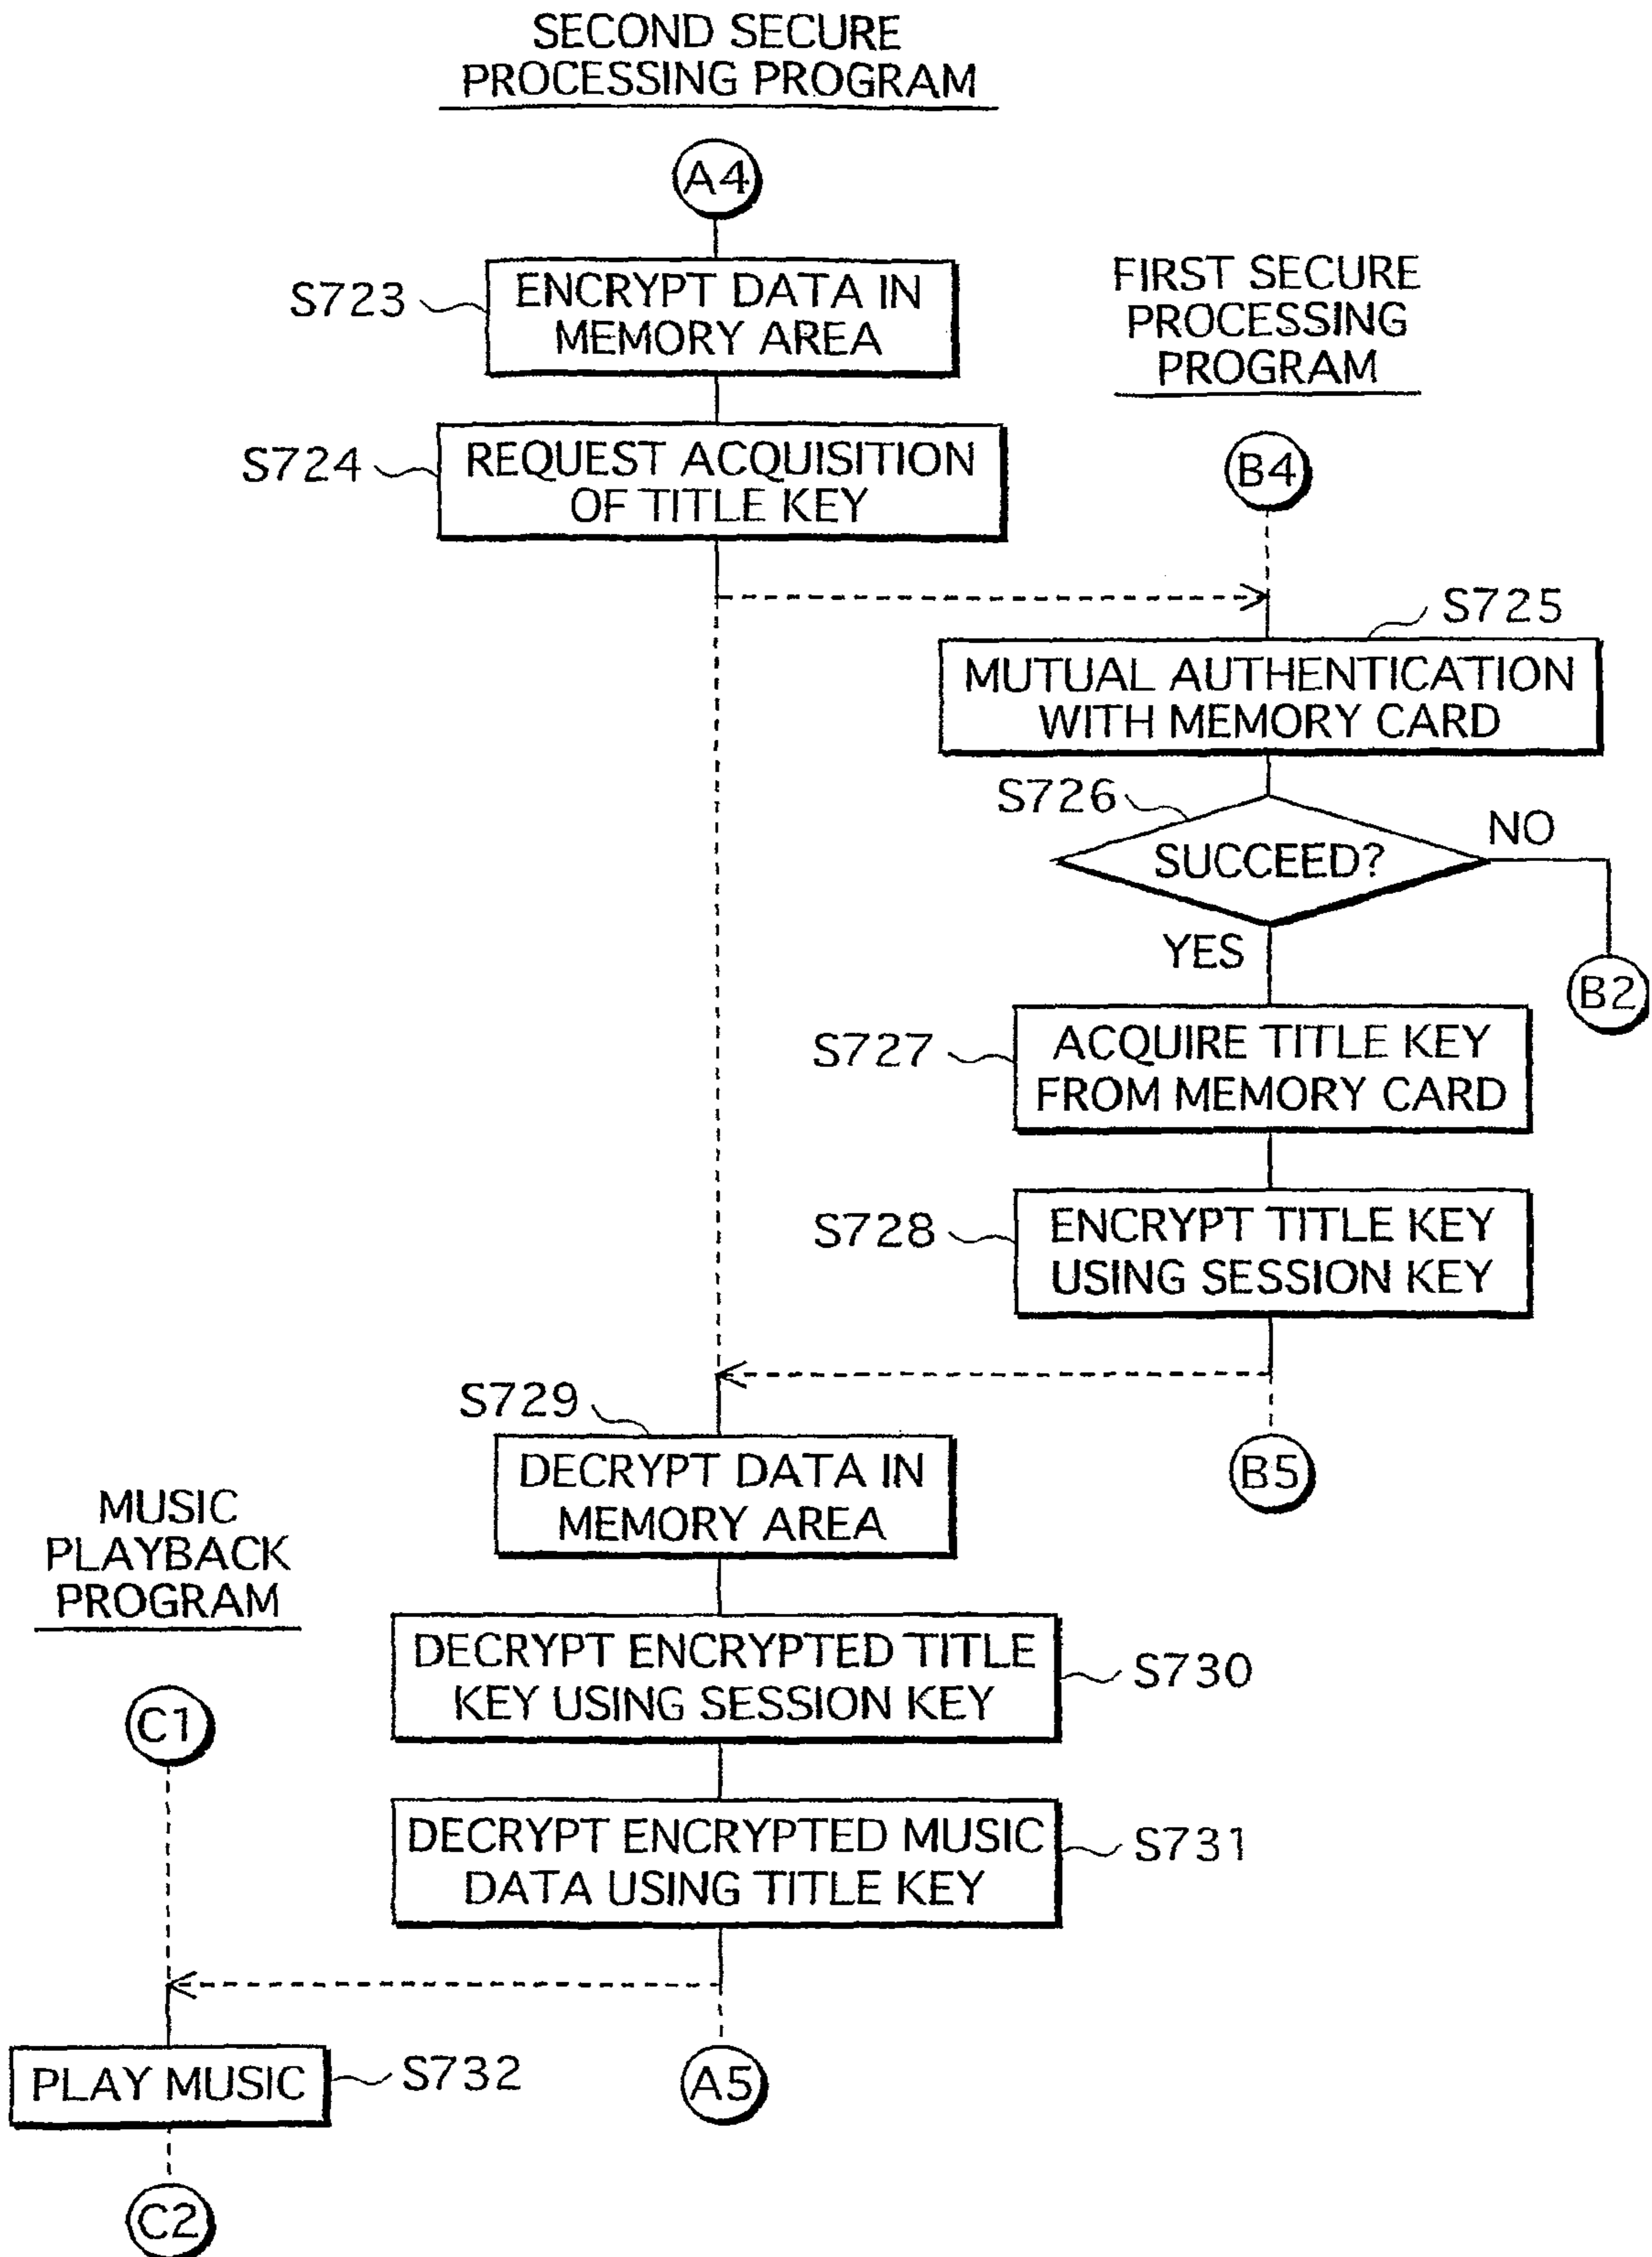 SECOND SECURE
PROCESSING PROGRAM
A4
S723
ENCRYPT DATA IN
MEMORY AREA
FIRST SECURE
PROCESSING
PROGRAM
S724
REQUEST ACQUISITION
OF TITLE KEY
B4
S725
MUTUAL AUTHENTICATION
WITH MEMORY CARD
S726
SUCCEED?
NO
YES
B2
S727
ACQUIRE TITLE KEY
FROM MEMORY CARD
S728
ENCRYPT TITLE KEY
USING SESSION KEY
S729
DECRYPT DATA IN
MEMORY AREA
B5
MUSIC
PLAYBACK
PROGRAM
DECRYPT ENCRYPTED TITLE
KEY USING SESSION KEY
S730
C1
DECRYPT ENCRYPTED MUSIC
DATA USING TITLE KEY
S731
PLAY MUSIC
S732
A5
C2